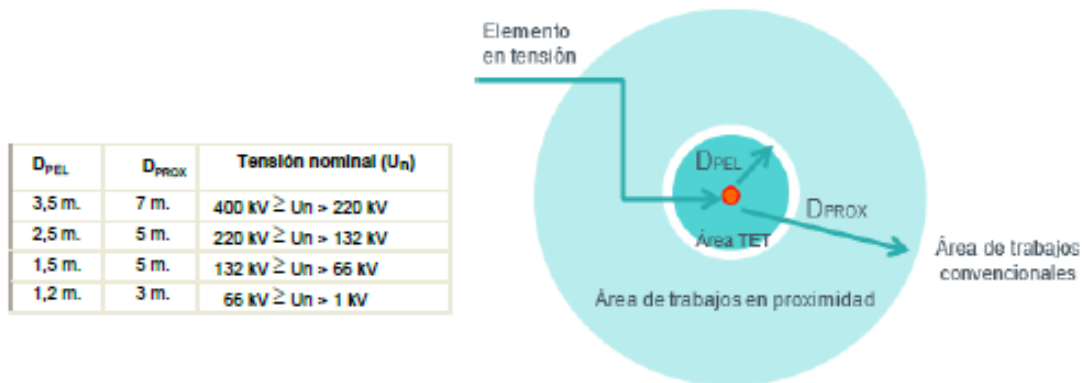 Elemento
en tensión
D_PEL D_PROX Tensión nominal (Un)
3,5 m. 7 m. 400 kV ≥ Un > 220 kV
2,5 m. 5 m. 220 kV ≥ Un > 132 kV
1,5 m. 5 m. 132 kV ≥ Un > 66 kV
1,2 m. 3 m. 66 kV ≥ Un > 1 kV
DPEL
DPROX
Área TET
Área de trabajos
convencionales
Área de trabajos en proximidad